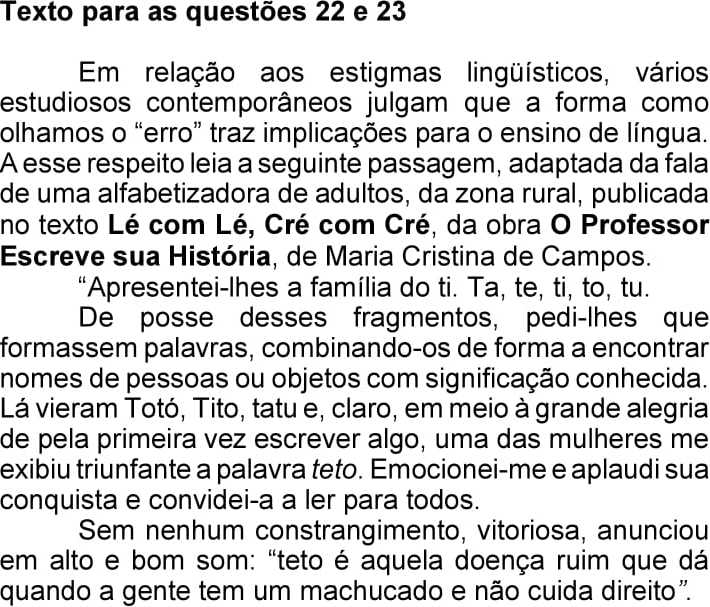 Texto para as questões 22 e 23
Em relação aos estigmas lingüísticos, vários
estudiosos contemporâneos julgam que a forma como
olhamos o “erro” traz implicações para o ensino de língua.
A esse respeito leia a seguinte passagem, adaptada da fala
de uma alfabetizadora de adultos, da zona rural, publicada
no texto Lé com Lé, Cré com Cré, da obra O Professor
Escreve sua História, de Maria Cristina de Campos.
“Apresentei-lhes a família do ti. Ta, te, ti, to, tu.
De posse desses fragmentos, pedi-lhes que
formassem palavras, combinando-os de forma a encontrar
nomes de pessoas ou objetos com significação conhecida.
Lá vieram Totó, Tito, tatu e, claro, em meio à grande alegria
de pela primeira vez escrever algo, uma das mulheres me
exibiu triunfante a palavra teto. Emocionei-me e aplaudi sua
conquista e convidei-a a ler para todos.
Sem nenhum constrangimento, vitoriosa, anunciou
em alto e bom som: “teto é aquela doença ruim que dá
quando a gente tem um machucado e não cuida direito”.